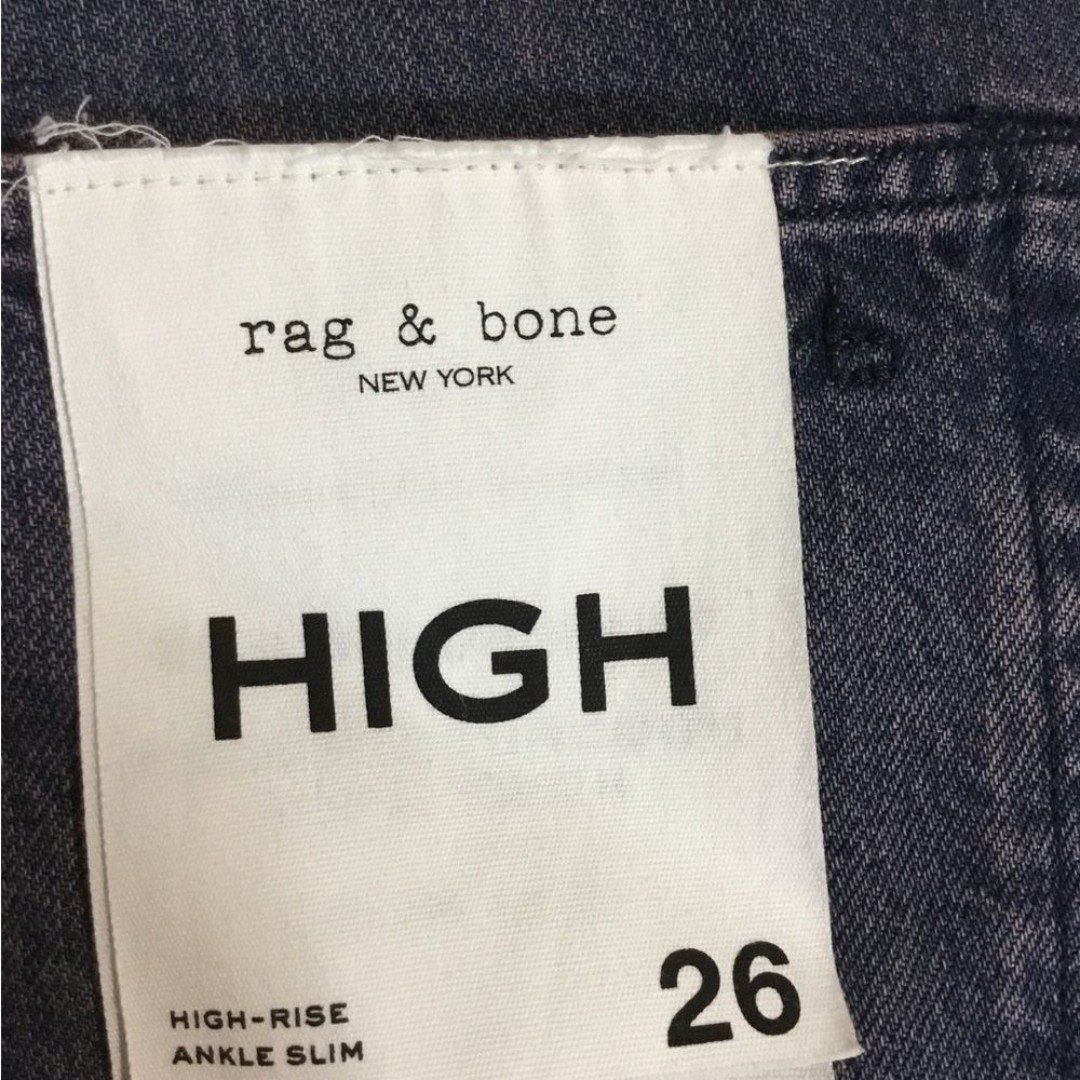 rag & bone
NEW YORK
HIGH
26
HIGH-RISE
ANKLE SLIM